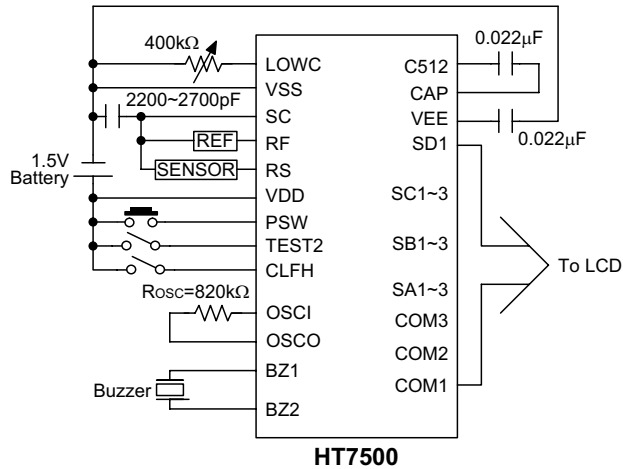 400kΩ
2200~2700pF
REF
SENSOR
1.5V
Battery
Rosc=820kΩ
Buzzer
LOWC
VSS
SC
RF
RS
VDD
PSW
TEST2
CLFH
OSCI
OSCO
BZ1
BZ2
C512
CAP
VEE
SD1
SC1~3
SB1~3
SA1~3
COM3
COM2
COM1
0.022μF
0.022μF
To LCD
HT7500